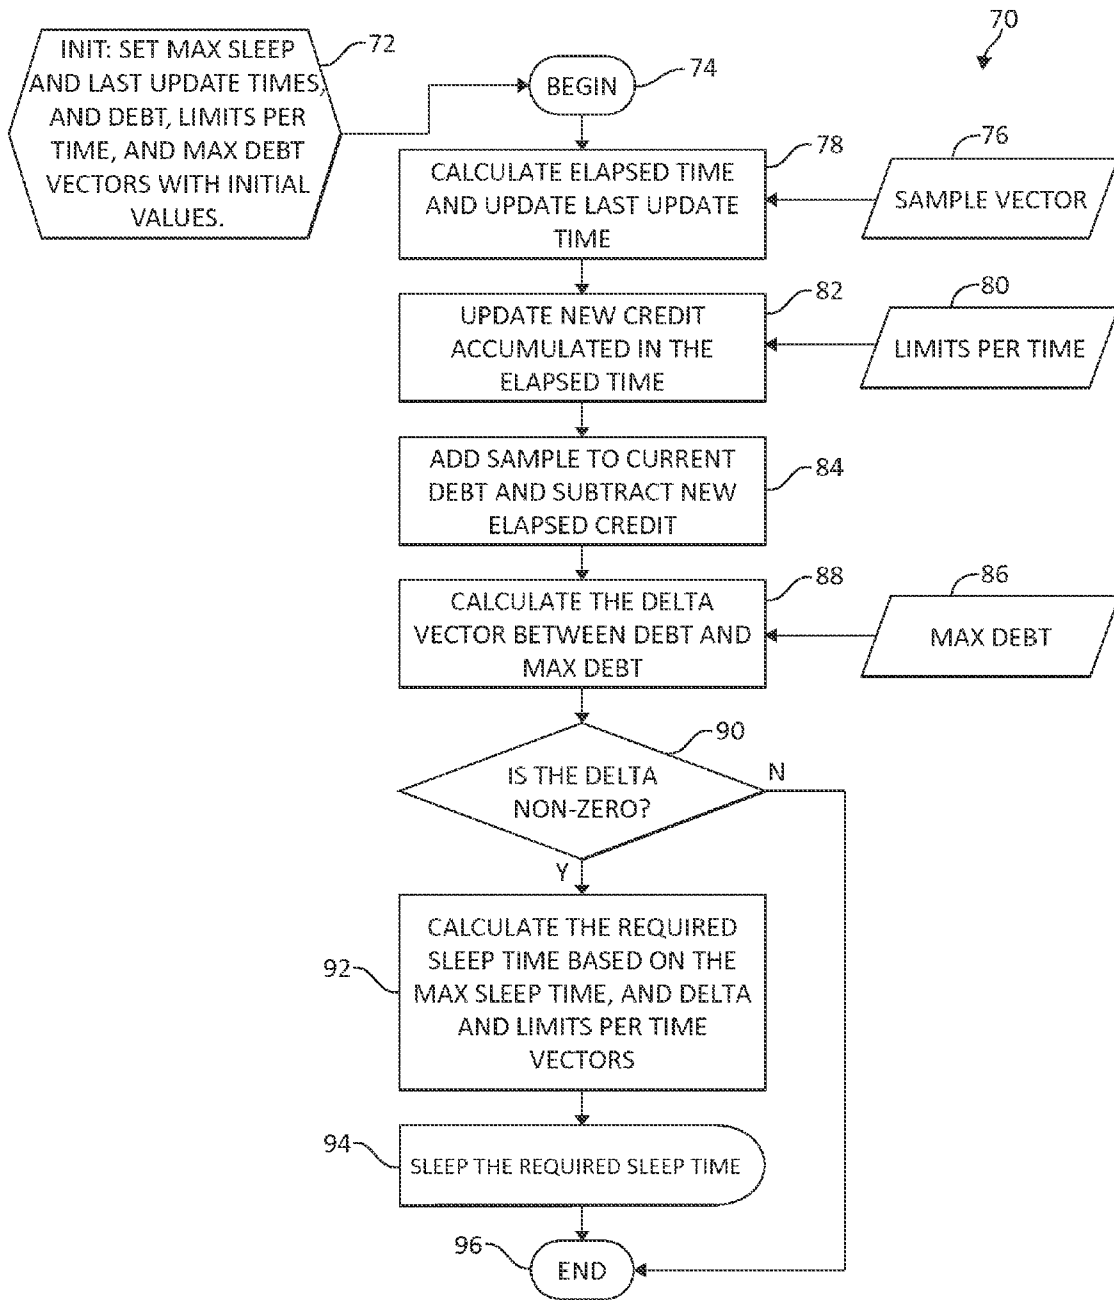 70
72
INIT: SET MAX SLEEP
AND LAST UPDATE TIMES,
AND DEBT, LIMITS PER
TIME, AND MAX DEBT
VECTORS WITH INITIAL
VALUES.
74
BEGIN
78
CALCULATE ELAPSED TIME
AND UPDATE LAST UPDATE
TIME
76
SAMPLE VECTOR
82
UPDATE NEW CREDIT
ACCUMULATED IN THE
ELAPSED TIME
80
LIMITS PER TIME
84
ADD SAMPLE TO CURRENT
DEBT AND SUBTRACT NEW
ELAPSED CREDIT
88
CALCULATE THE DELTA
VECTOR BETWEEN DEBT AND
MAX DEBT
86
MAX DEBT
90
IS THE DELTA
NON-ZERO?
N
Y
92
CALCULATE THE REQUIRED
SLEEP TIME BASED ON THE
MAX SLEEP TIME, AND DELTA
AND LIMITS PER TIME
VECTORS
94
SLEEP THE REQUIRED SLEEP TIME
96
END